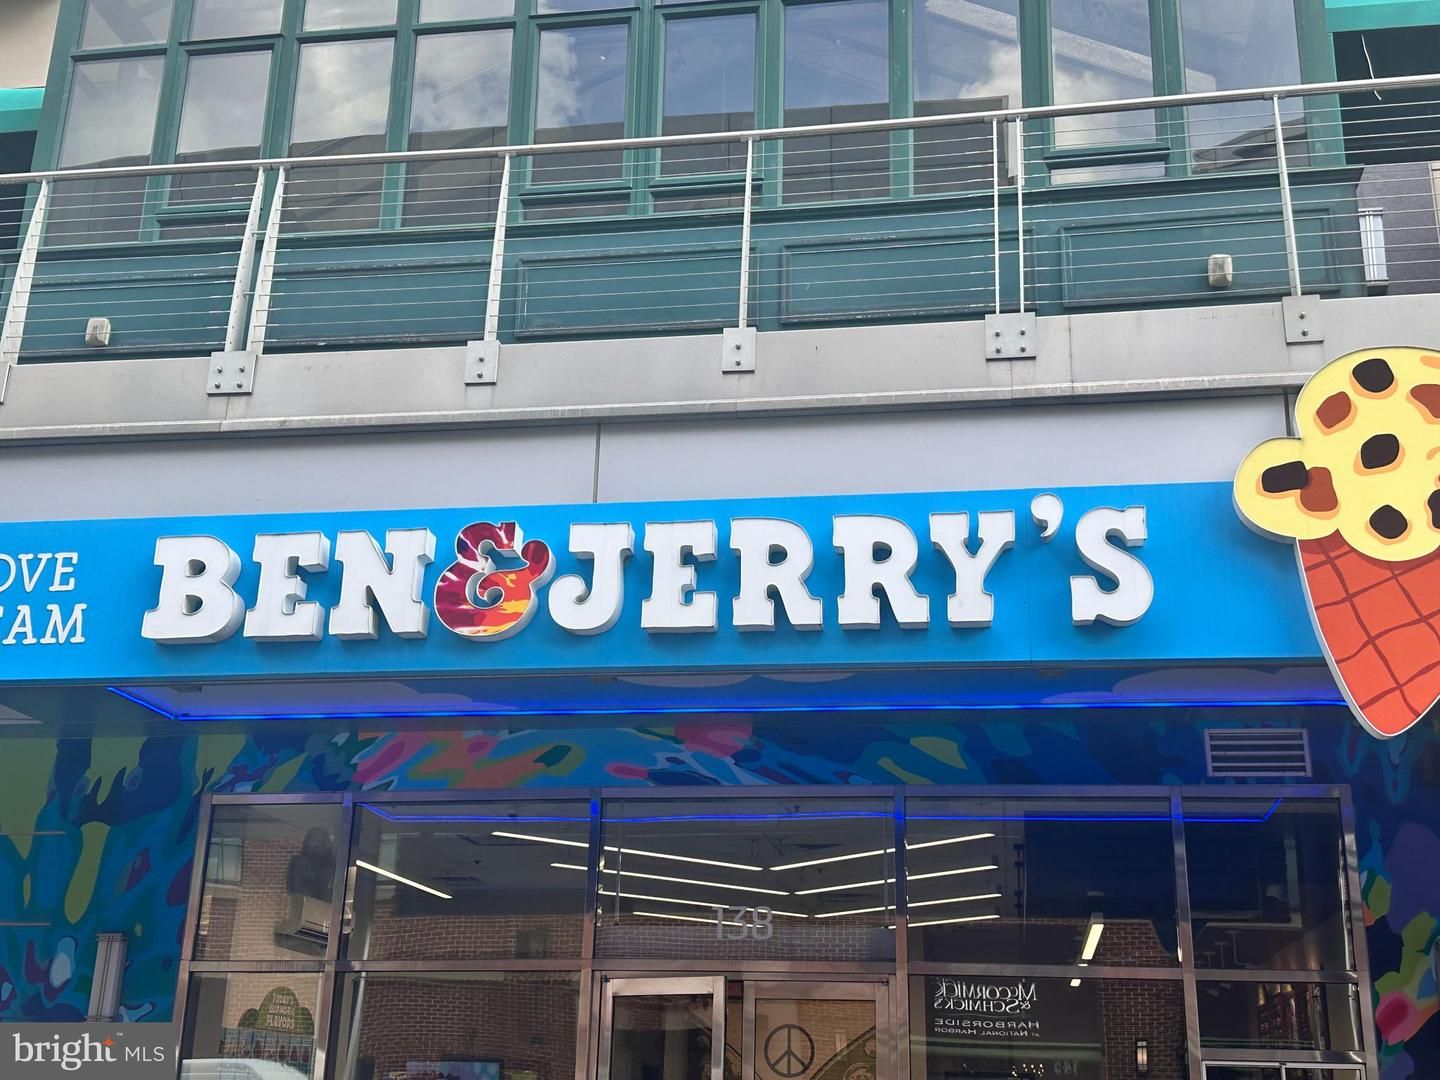 OVE
EAM
BEN&JERRY'S
138
MCCORMICK
& SCHMICK'S
HARBORSIDE
AT NATIONAL HARBOR
bright MLS